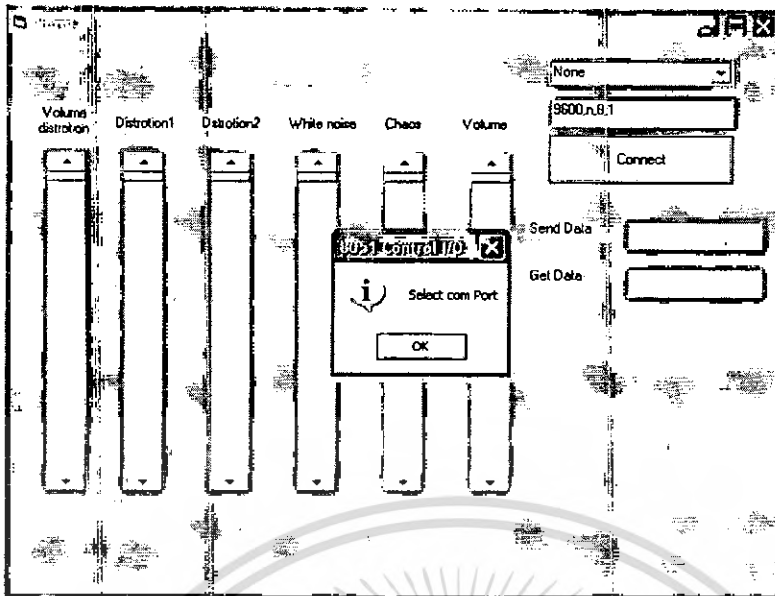 None
9600,n,8,1
Connect
Volume
distrotion
Distrotion1
Distrotion2
White noise
Chaos
Volume
Send Data
Get Data
Control I/O
Select com Port
OK